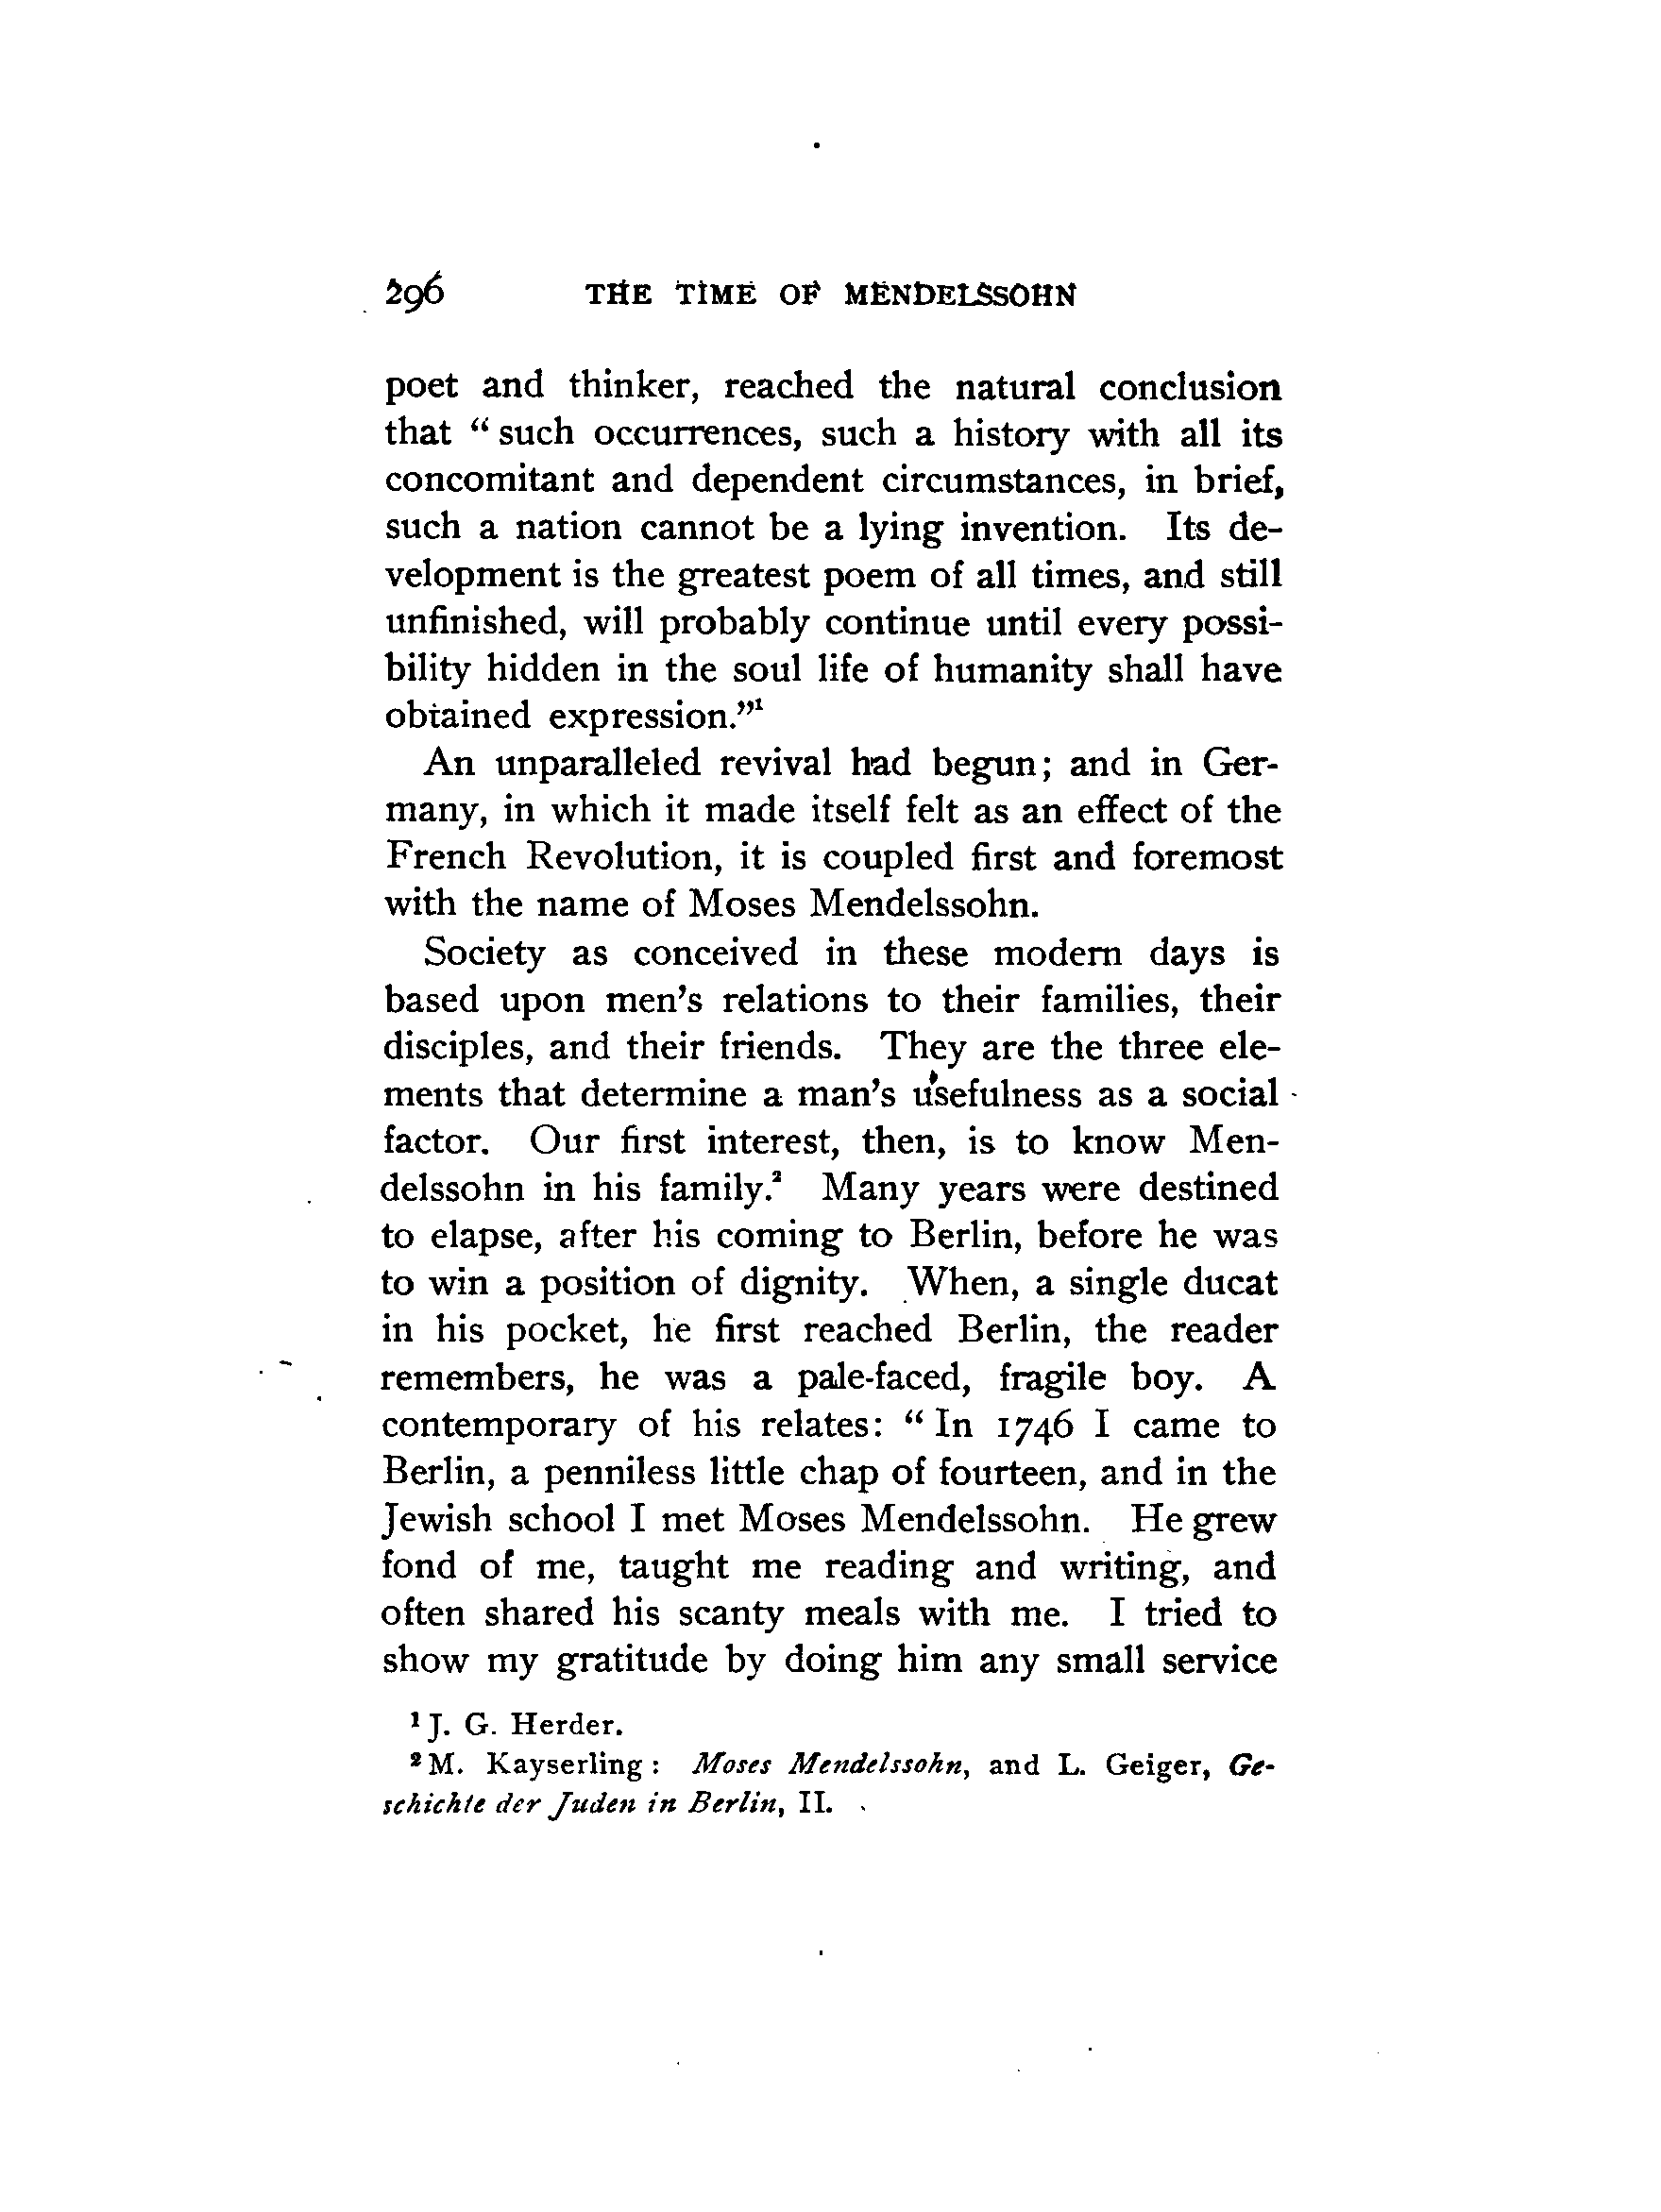 296 THE TIME OF MENDELSSOHN
poet and thinker, reached the natural conclusion
that “ such occurrences, such a history with all its
concomitant and dependent circumstances, in brief,
such a nation cannot be a lying invention. Its de-
velopment is the greatest poem of all times, and still
unfinished, will probably continue until every possi-
bility hidden in the soul life of humanity shall have
obtained expression.”¹
An unparalleled revival had begun; and in Ger-
many, in which it made itself felt as an effect of the
French Revolution, it is coupled first and foremost
with the name of Moses Mendelssohn.
Society as conceived in these modern days is
based upon men’s relations to their families, their
disciples, and their friends. They are the three ele-
ments that determine a man’s usefulness as a social
factor. Our first interest, then, is to know Men-
delssohn in his family.² Many years were destined
to elapse, after his coming to Berlin, before he was
to win a position of dignity. When, a single ducat
in his pocket, he first reached Berlin, the reader
remembers, he was a pale-faced, fragile boy. A
contemporary of his relates: “ In 1746 I came to
Berlin, a penniless little chap of fourteen, and in the
Jewish school I met Moses Mendelssohn. He grew
fond of me, taught me reading and writing, and
often shared his scanty meals with me. I tried to
show my gratitude by doing him any small service
¹ J. G. Herder.
² M. Kayserling: Moses Mendelssohn, and L. Geiger, Ge-
schichte der Juden in Berlin, II.